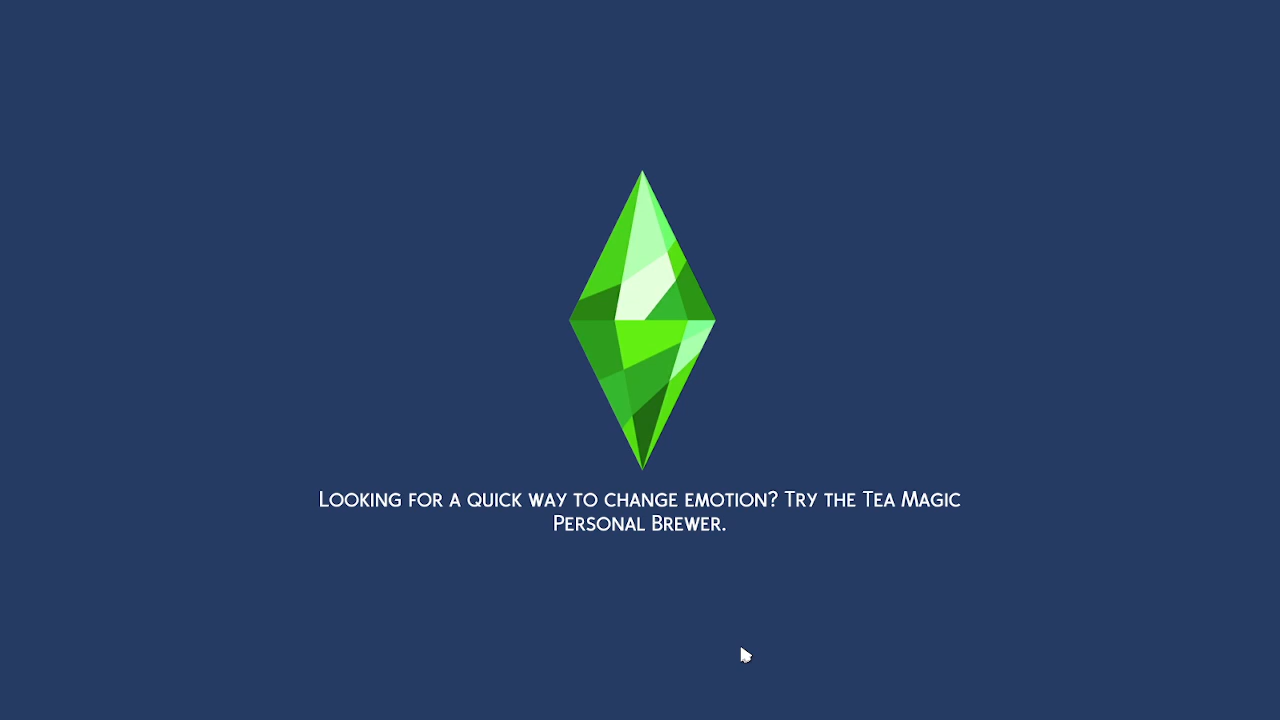 Looking for a quick way to change emotion? Try the Tea Magic
Personal Brewer.